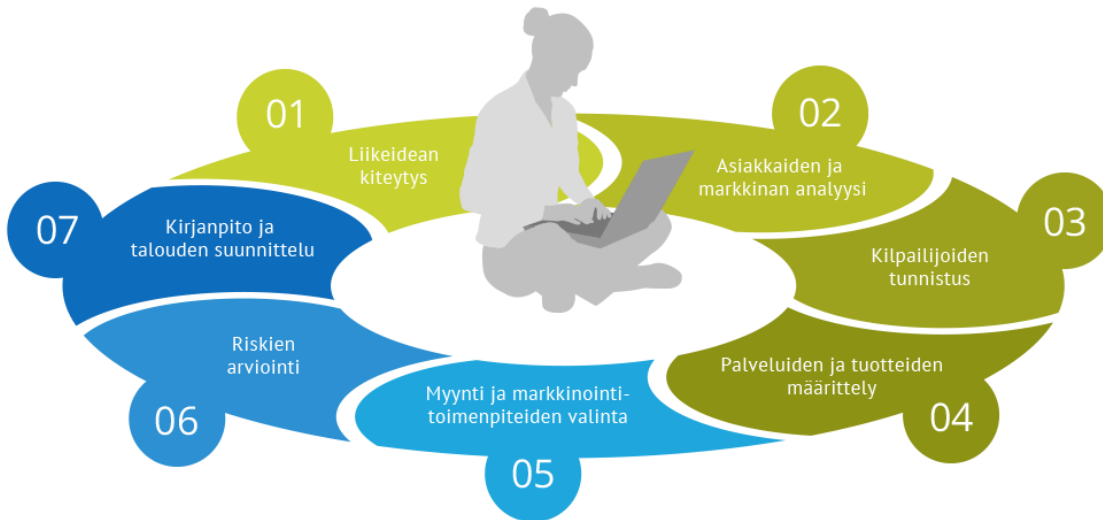 01
Liikeidean
kiteytys
02
Asiakkaiden ja
markkinan analyysi
03
Kilpailijoiden
tunnistus
04
Palveluiden ja tuotteiden
määrittely
05
Myynti ja markkinointi-
toimenpiteiden valinta
06
Riskien
arviointi
07
Kirjanpito ja
talouden suunnittelu